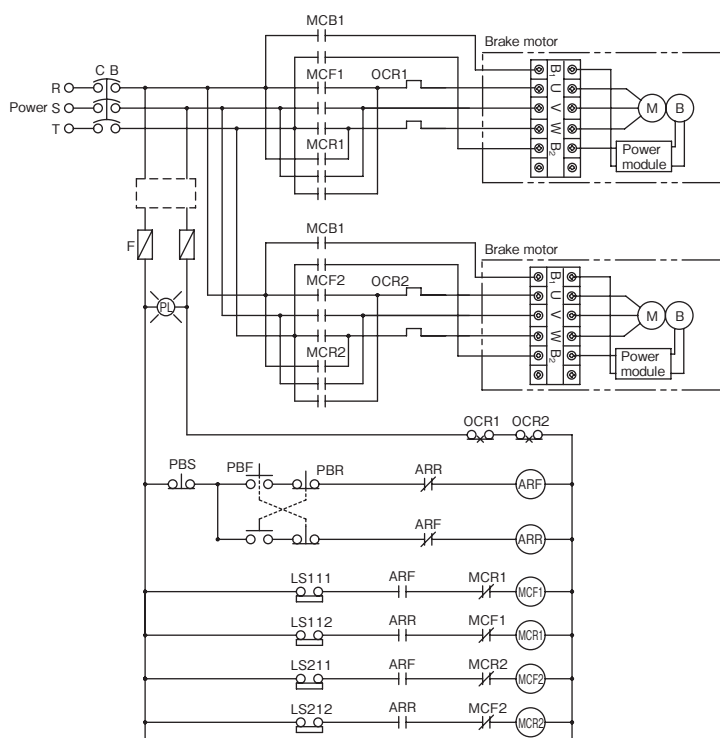 MCB1
Brake motor
R C B MCF1 OCR1 B1 U
Power S V M B
T W
MCR1 B2 Power
module
MCB1
F Brake motor
MCF2 OCR2 B1 U
PL V M B
W
MCR2 B2 Power
module
OCR1 OCR2
PBS PBF PBR ARR ARF
ARF ARR
LS111 ARF MCR1 MCF1
LS112 ARR MCF1 MCR1
LS211 ARF MCR2 MCF2
LS212 ARR MCF2 MCR2